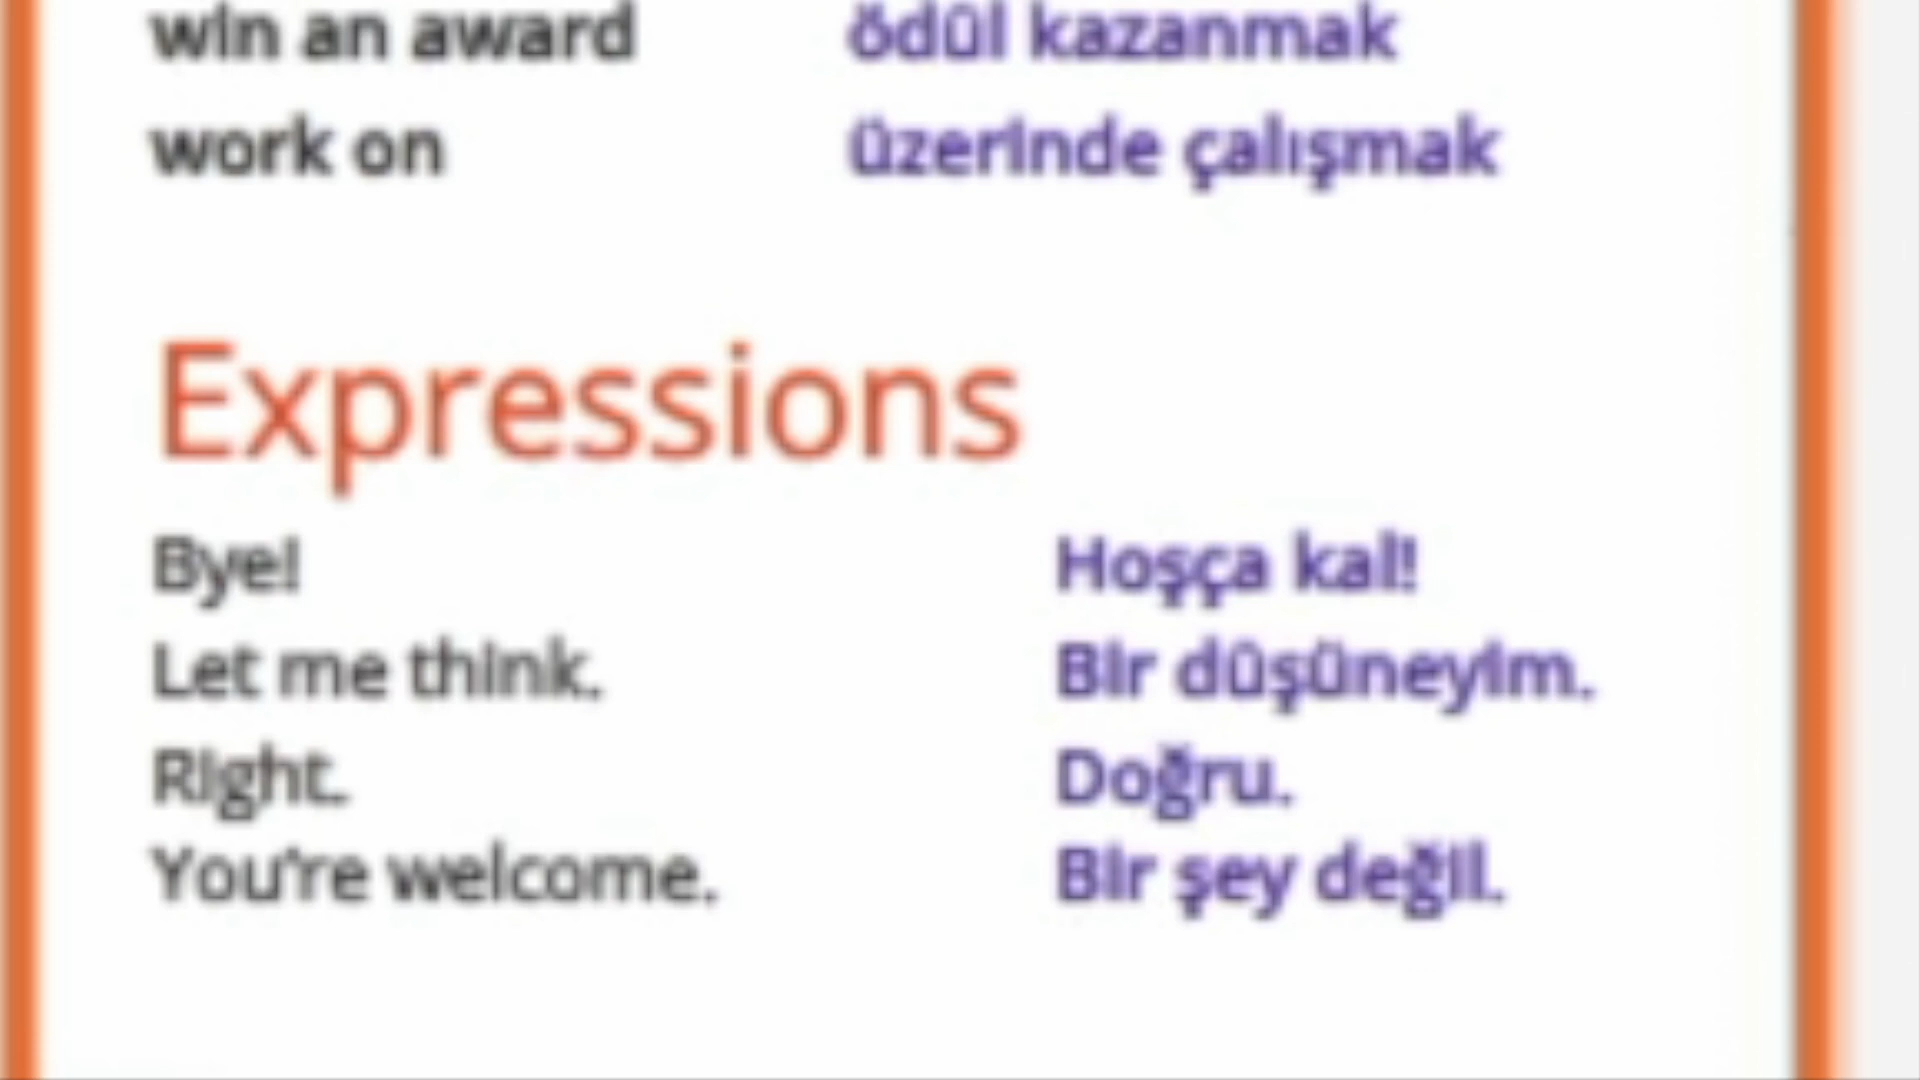 win an award ödül kazanmak
work on üzerinde çalışmak
Expressions
Bye! Hoşça kal!
Let me think. Bir düşüneyim.
Right. Doğru.
You're welcome. Bir şey değil.